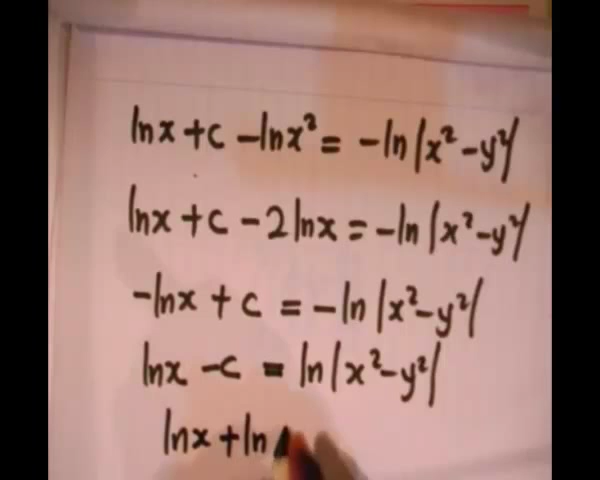 lnx + c - lnx² = -ln|x² - y²|
lnx + c - 2lnx = -ln|x² - y²|
-lnx + c = -ln|x² - y²|
lnx - c = ln|x² - y²|
lnx + ln